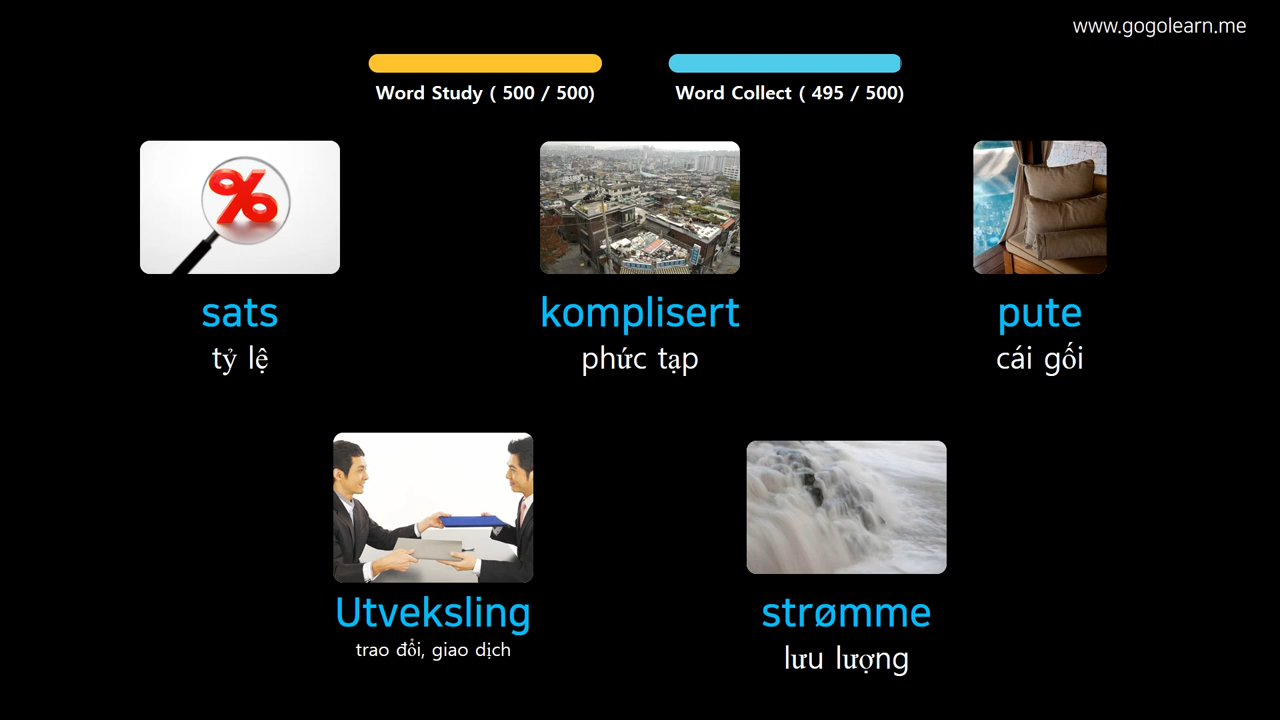 www.gogolearn.me
Word Study ( 500 / 500)
Word Collect ( 495 / 500)
sats
tỷ lệ
komplisert
phức tạp
pute
cái gối
Utveksling
trao đổi, giao dịch
strømme
lưu lượng